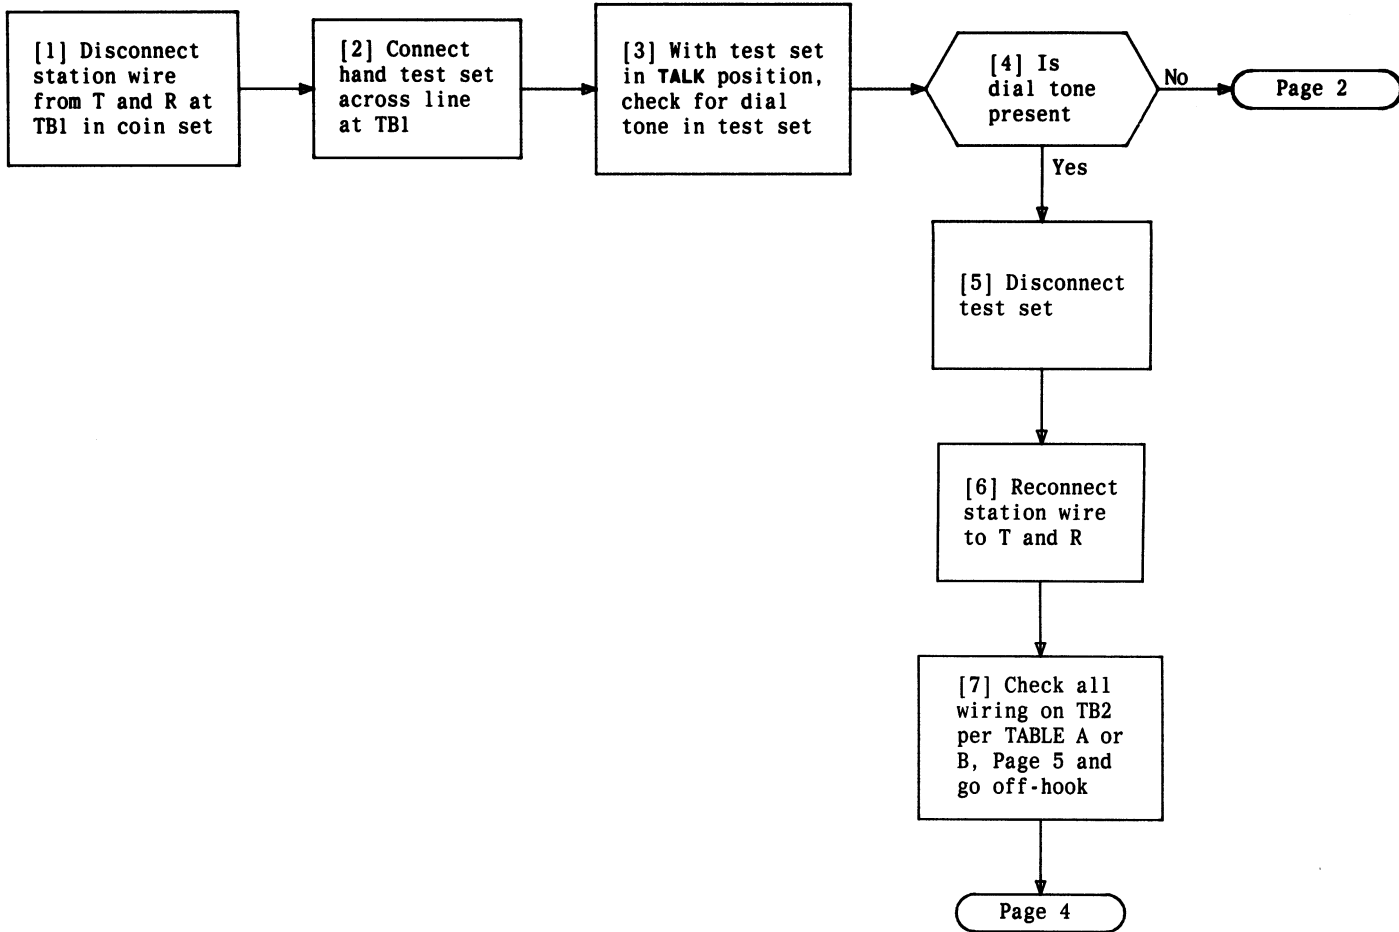 [1] Disconnect
station wire
from T and R at
TB1 in coin set
[2] Connect
hand test set
across line
at TB1
[3] With test set
in TALK position,
check for dial
tone in test set
[4] Is
dial tone
present
No
Page 2
Yes
[5] Disconnect
test set
[6] Reconnect
station wire
to T and R
[7] Check all
wiring on TB2
per TABLE A or
B, Page 5 and
go off-hook
Page 4